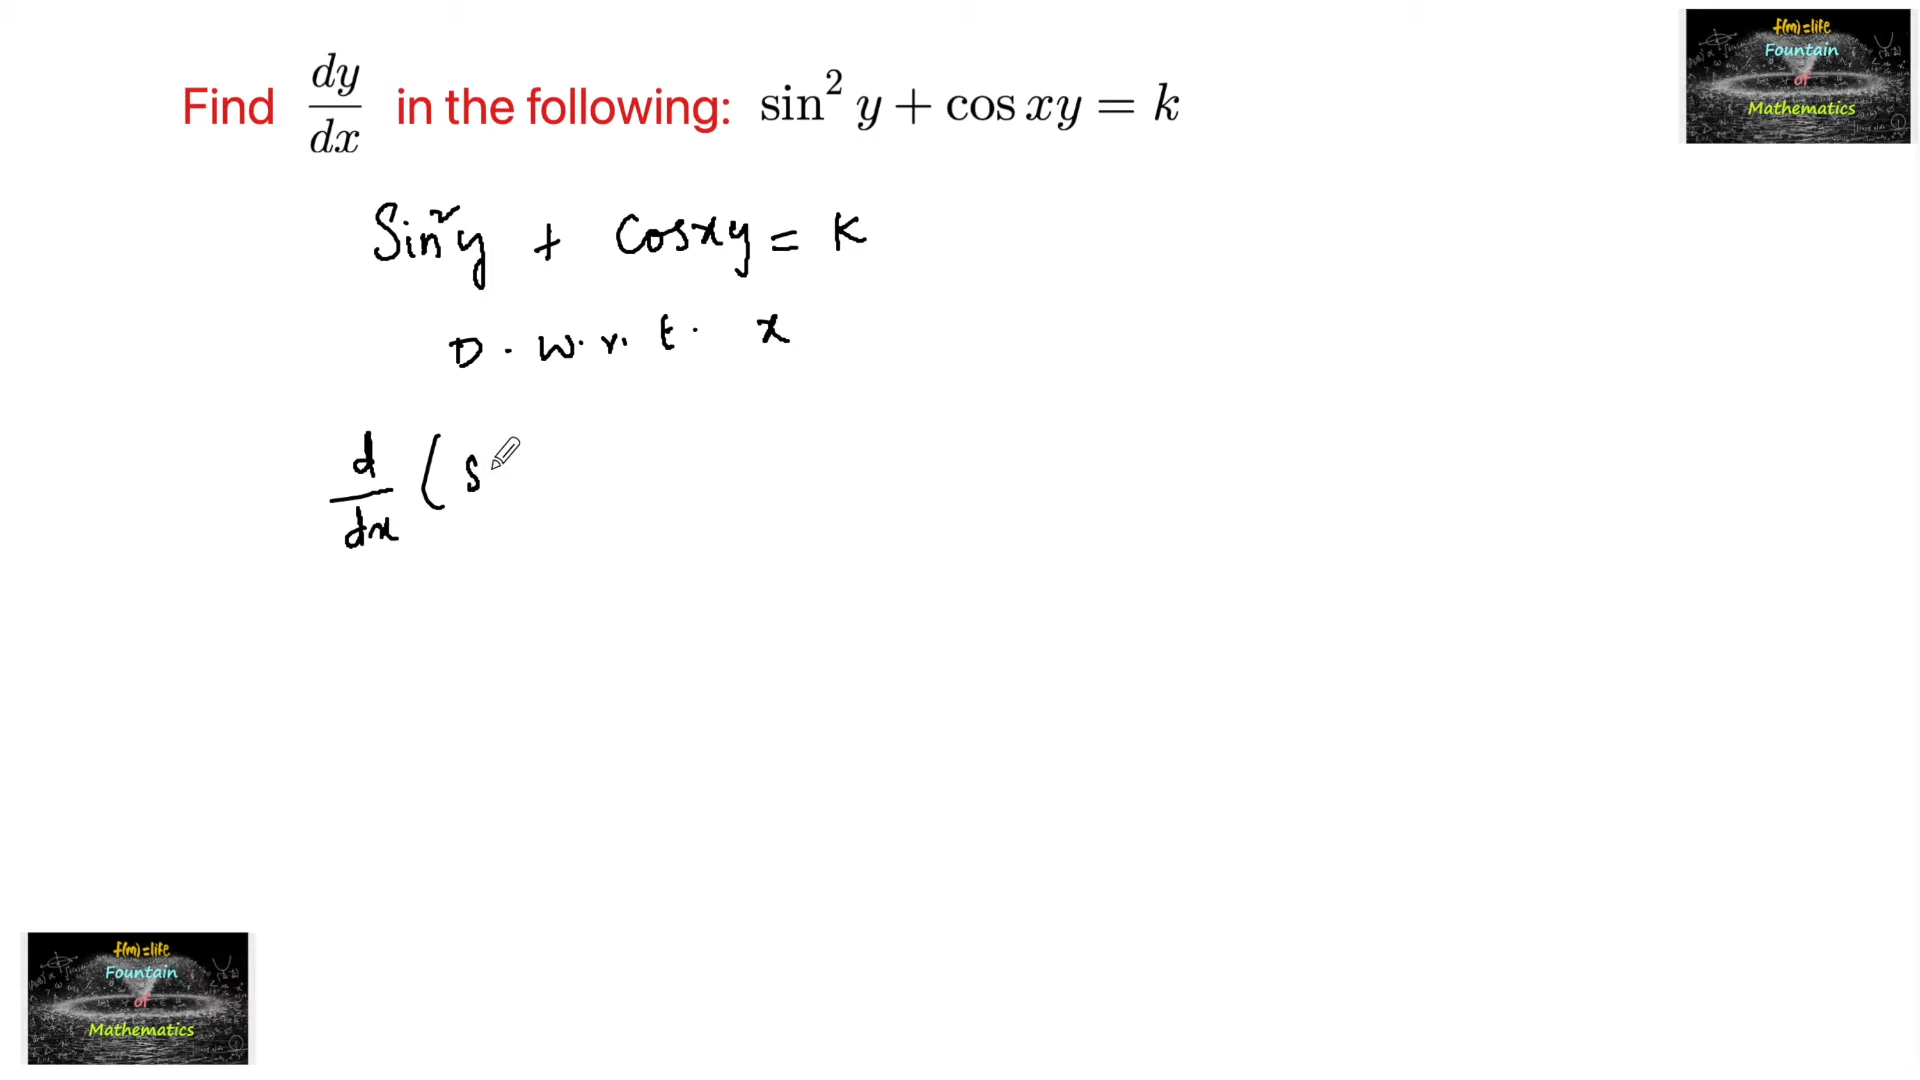 Find dy/dx in the following: sin² y + cos xy = k
f(m)=life
Fountain
of
Mathematics
Sin²y + Cosxy = K
D. w. r. t. x
d/dx ( s
f(m)=life
Fountain
of
Mathematics